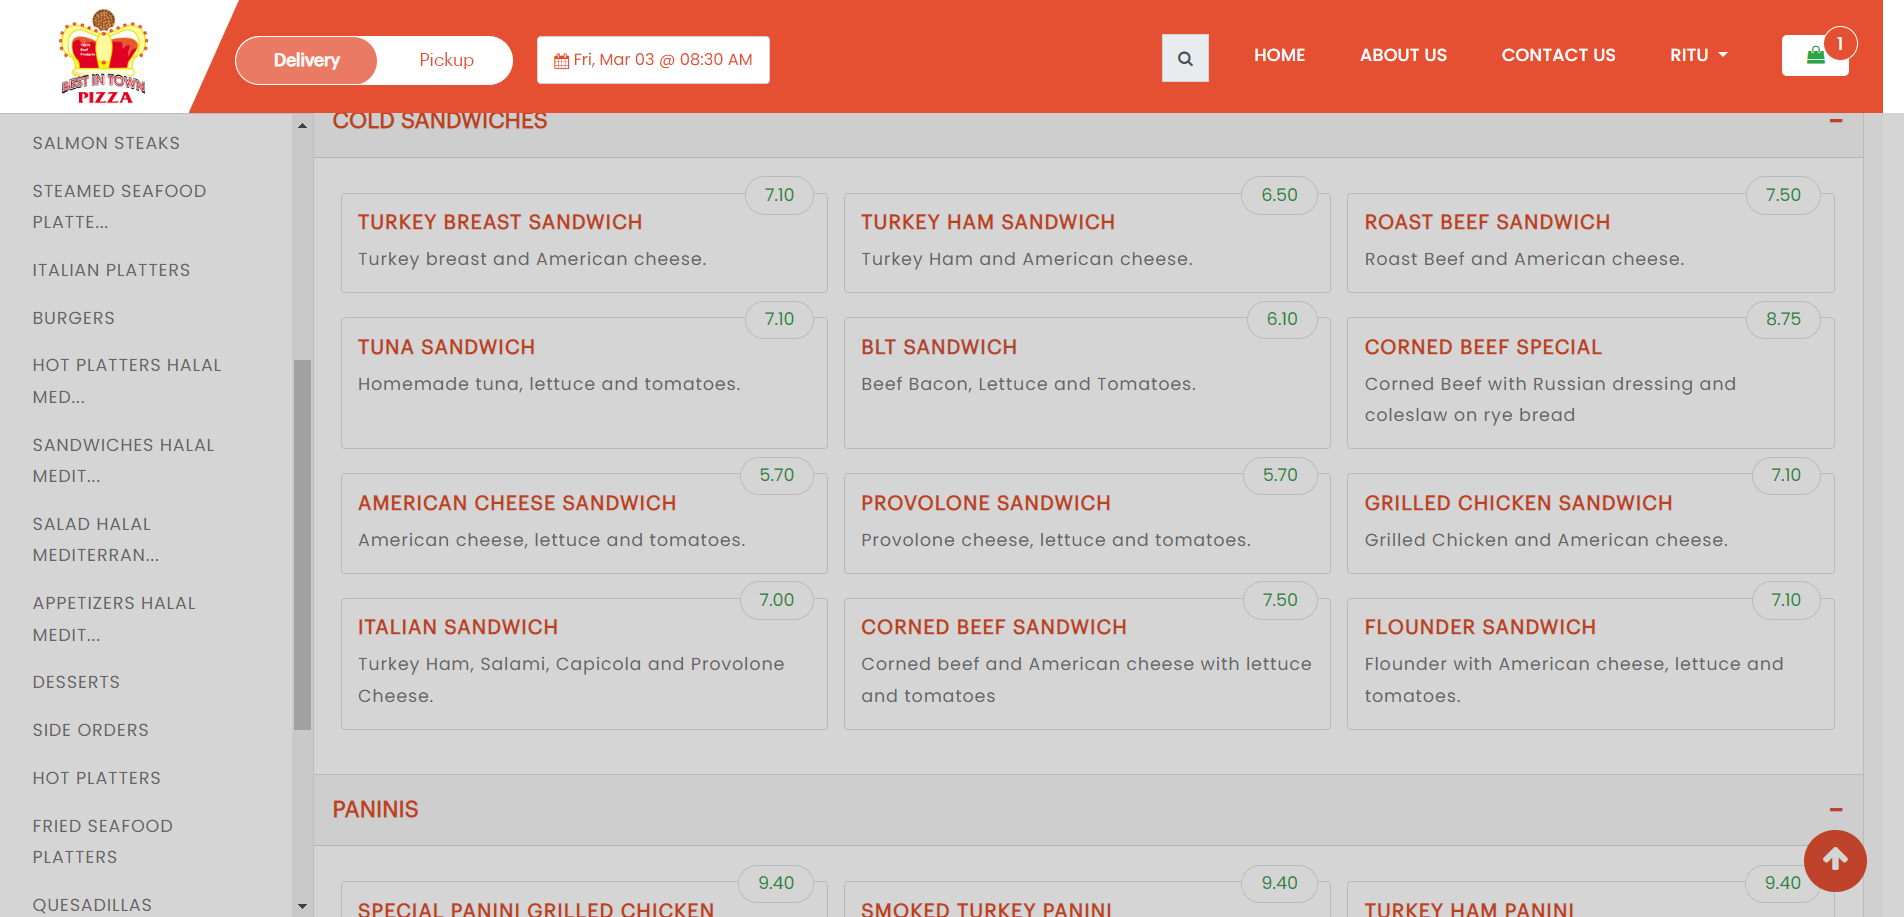 BEST IN TOWN
PIZZA
Delivery
Pickup
Fri, Mar 03 @ 08:30 AM
HOME
ABOUT US
CONTACT US
RITU
1
SALMON STEAKS
STEAMED SEAFOOD
PLATTE...
ITALIAN PLATTERS
BURGERS
HOT PLATTERS HALAL
MED...
SANDWICHES HALAL
MEDIT...
SALAD HALAL
MEDITERRAN...
APPETIZERS HALAL
MEDIT...
DESSERTS
SIDE ORDERS
HOT PLATTERS
FRIED SEAFOOD
PLATTERS
QUESADILLAS
COLD SANDWICHES
7.10
TURKEY BREAST SANDWICH
Turkey breast and American cheese.
6.50
TURKEY HAM SANDWICH
Turkey Ham and American cheese.
7.50
ROAST BEEF SANDWICH
Roast Beef and American cheese.
7.10
TUNA SANDWICH
Homemade tuna, lettuce and tomatoes.
6.10
BLT SANDWICH
Beef Bacon, Lettuce and Tomatoes.
8.75
CORNED BEEF SPECIAL
Corned Beef with Russian dressing and
coleslaw on rye bread
5.70
AMERICAN CHEESE SANDWICH
American cheese, lettuce and tomatoes.
5.70
PROVOLONE SANDWICH
Provolone cheese, lettuce and tomatoes.
7.10
GRILLED CHICKEN SANDWICH
Grilled Chicken and American cheese.
7.00
ITALIAN SANDWICH
Turkey Ham, Salami, Capicola and Provolone
Cheese.
7.50
CORNED BEEF SANDWICH
Corned beef and American cheese with lettuce
and tomatoes
7.10
FLOUNDER SANDWICH
Flounder with American cheese, lettuce and
tomatoes.
PANINIS
9.40
SPECIAL PANINI GRILLED CHICKEN
9.40
SMOKED TURKEY PANINI
9.40
TURKEY HAM PANINI